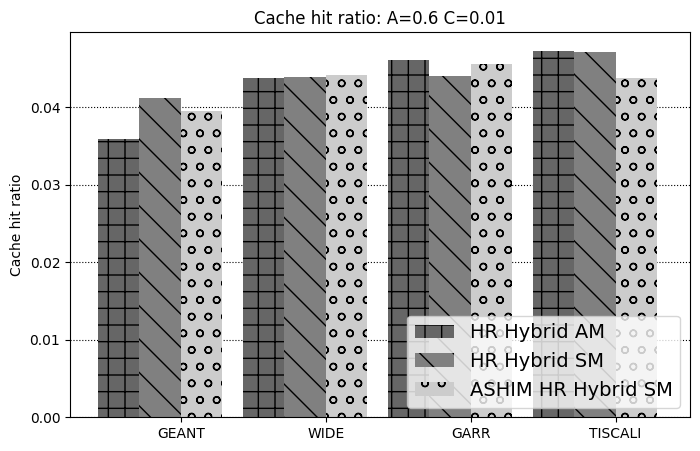 Cache hit ratio: A=0.6 C=0.01
Cache hit ratio
0.04
0.03
0.02
0.01
0.00
HR Hybrid AM
HR Hybrid SM
ASHIM HR Hybrid SM
GEANT WIDE GARR TISCALI